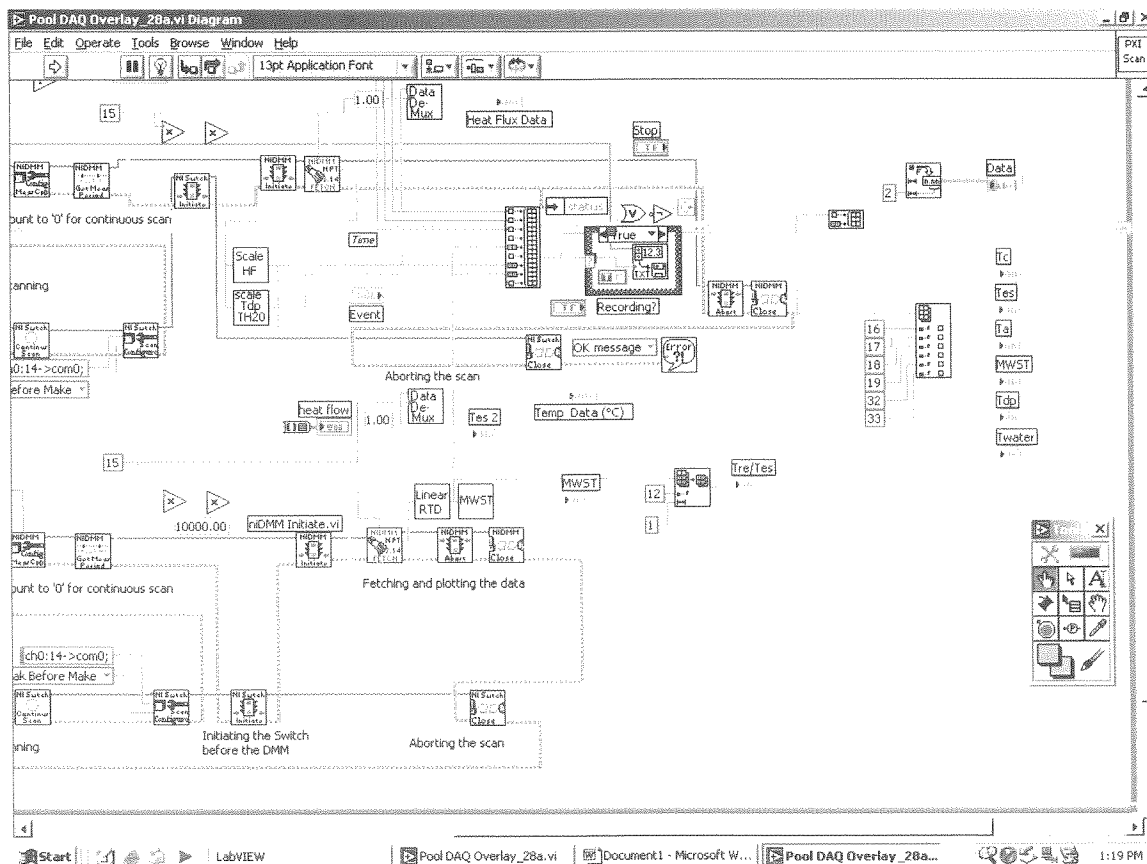 Pool DAQ Overlay_28a.vi Diagram
File Edit Operate Tools Browse Window Help
13pt Application Font
PXI
Scan
15
1.00
Data
De-
Mux
Heat Flux Data
Stop
NIDMM
Config
NIDMM
Get Meas
Period
NI Switch
Initiate
NIDMM
Initiate
NIDMM
FETCH
2
Data
ount to '0' for continuous scan
status
Time
True
12.3
txt
Scale
HF
scale
Tdp
TH20
Event
Recording?
NIDMM
Abort
NIDMM
Close
Tc
Tes
Ta
MWST
Tdp
Twater
16
17
18
19
32
33
anning
NI Switch
Scan
NI Switch
Scan
Configure
NI Switch
Close
OK message
Error
?!
h0:14->com0;
efore Make
Aborting the scan
heat flow
1.00
Data
De-
Mux
Tes 2
Temp Data (°C)
15
Linear
RTD
MWST
MWST
12
1
Tre/Tes
10000.00
niDMM Initiate.vi
NIDMM
NIDMM
Get Meas
Period
NIDMM
Initiate
NIDMM
FETCH
NIDMM
Abort
NIDMM
Close
ount to '0' for continuous scan
Fetching and plotting the data
ch0:14->com0;
ak Before Make
NI Switch
Scan
NI Switch
Scan
Configure
NI Switch
Initiate
NI Switch
Close
nning
Initiating the Switch
before the DMM
Aborting the scan
Start
LabVIEW
Pool DAQ Overlay_28a.vi
Document1 - Microsoft W...
Pool DAQ Overlay_28a...
1:19 PM